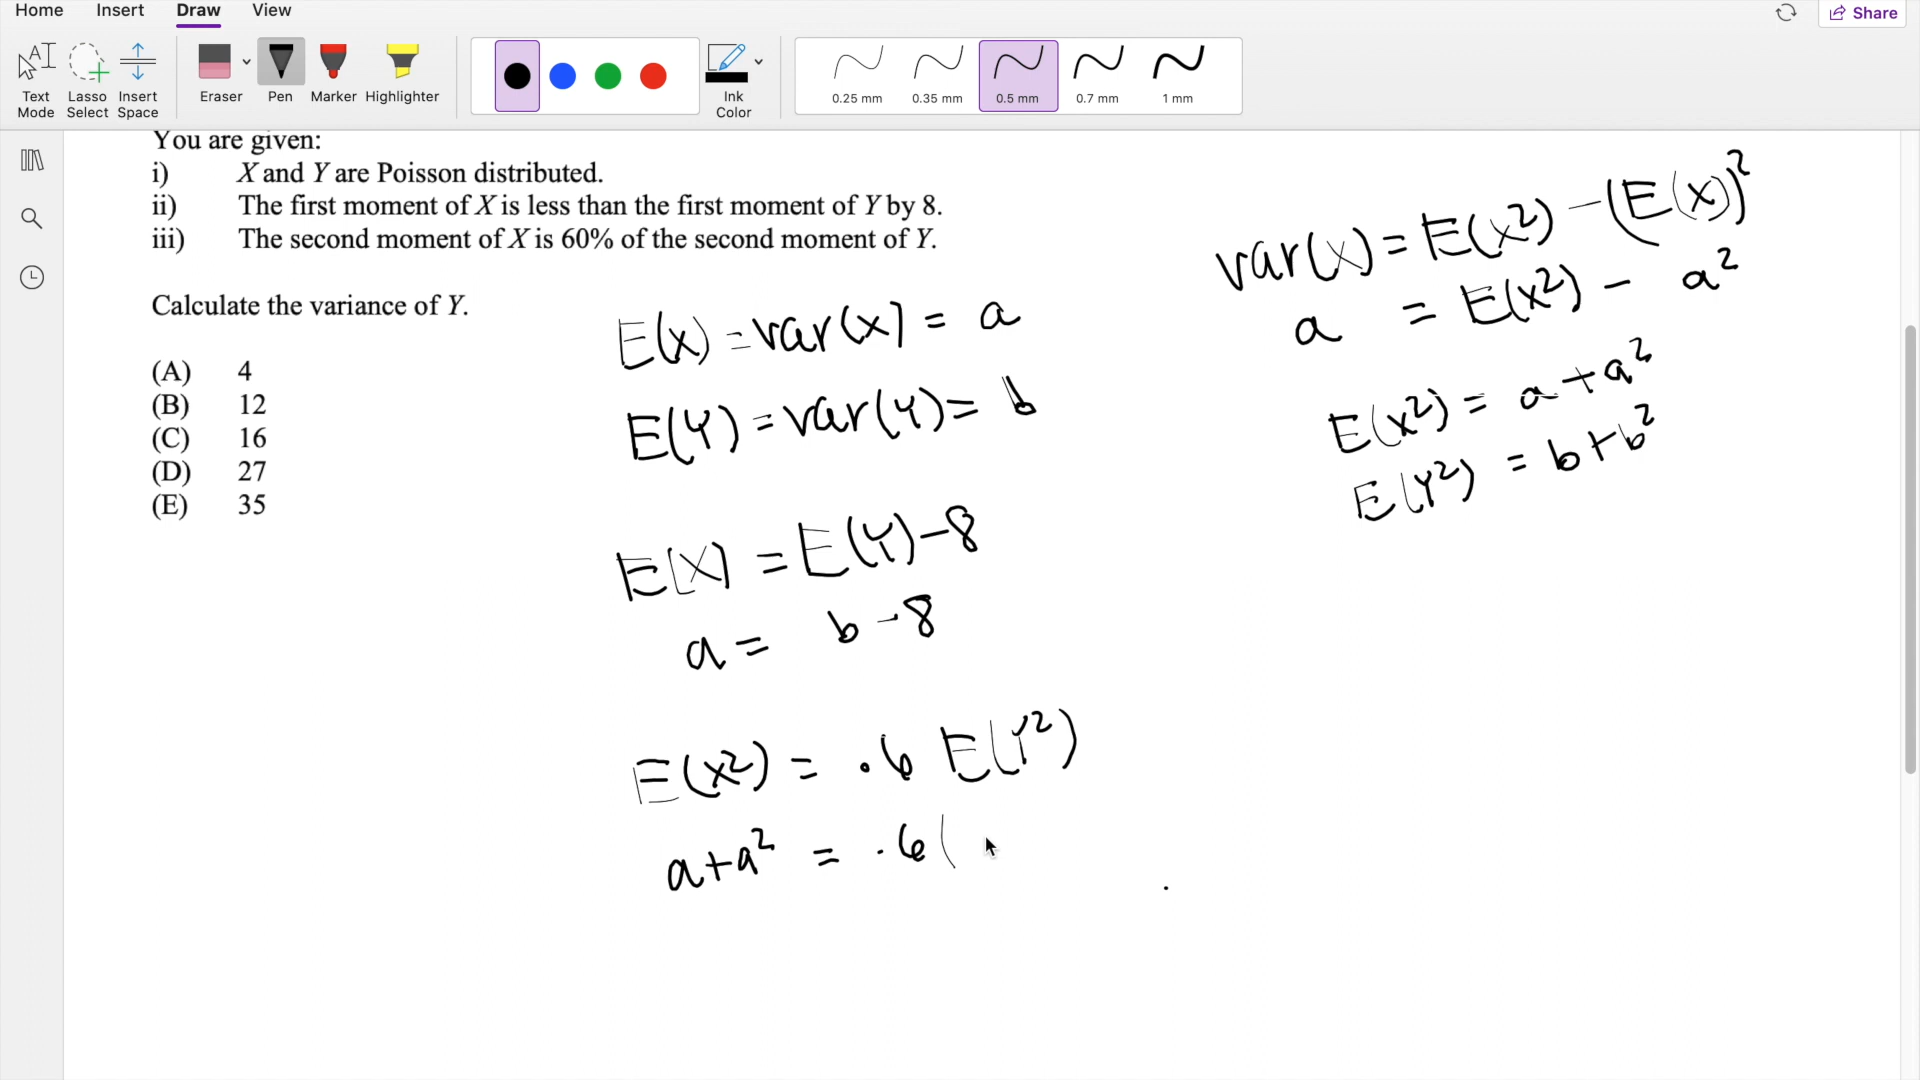 Home Insert Draw View Share
Text Mode
Lasso Select
Insert Space
Eraser
Pen
Marker
Highlighter
Ink Color
0.25 mm
0.35 mm
0.5 mm
0.7 mm
1 mm
You are given:
i) X and Y are Poisson distributed.
ii) The first moment of X is less than the first moment of Y by 8.
iii) The second moment of X is 60% of the second moment of Y.
Calculate the variance of Y.
(A) 4
(B) 12
(C) 16
(D) 27
(E) 35
E(x) = var(x) = a
E(Y) = var(Y) = b
E(X) = E(Y) - 8
a = b - 8
E(x²) = .6 E(Y²)
a + a² = .6 (
var(x) = E(x²) - (E(x))²
a = E(x²) - a²
E(x²) = a + a²
E(Y²) = b + b²